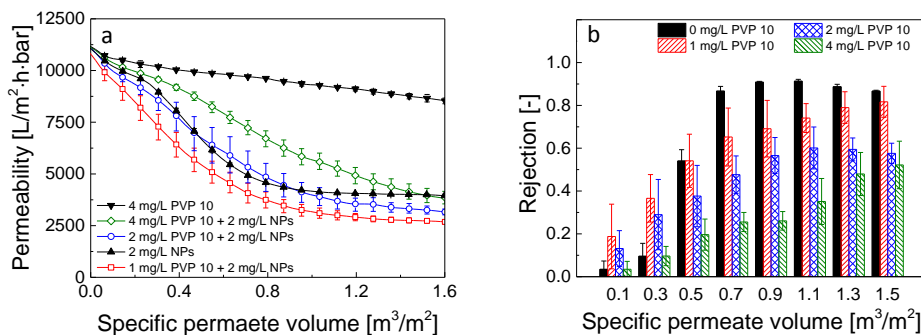 a
Permeability [L/m²·h·bar]
12500
10000
7500
5000
2500
0
4 mg/L PVP 10
4 mg/L PVP 10 + 2 mg/L NPs
2 mg/L PVP 10 + 2 mg/L NPs
2 mg/L NPs
1 mg/L PVP 10 + 2 mg/L NPs
0.0 0.4 0.8 1.2 1.6
Specific permaete volume [m³/m²]
b
0 mg/L PVP 10 2 mg/L PVP 10
1 mg/L PVP 10 4 mg/L PVP 10
Rejection [-]
1.0
0.8
0.6
0.4
0.2
0.0
0.1 0.3 0.5 0.7 0.9 1.1 1.3 1.5
Specific permeate volume [m³/m²]